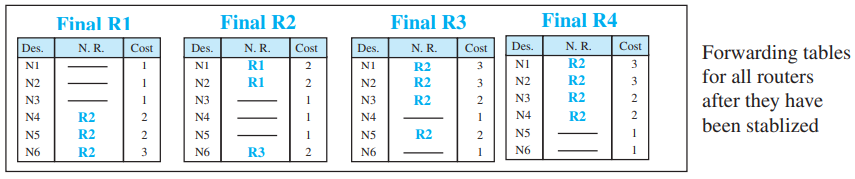 Final R1 Final R2 Final R3 Final R4
Des. N. R. Cost Des. N. R. Cost Des. N. R. Cost Des. N. R. Cost
N1 1 N1 R1 2 N1 R2 3 N1 R2 3
N2 1 N2 R1 2 N2 R2 3 N2 R2 3
N3 1 N3 1 N3 R2 2 N3 R2 2
N4 R2 2 N4 1 N4 1 N4 R2 2
N5 R2 2 N5 1 N5 R2 2 N5 1
N6 R2 3 N6 R3 2 N6 1 N6 1
Forwarding tables
for all routers
after they have
been stablized